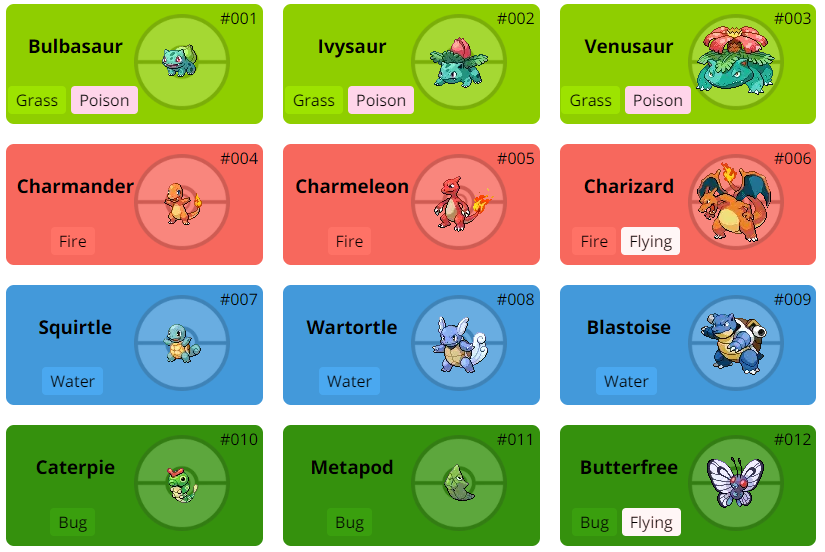 #001
Bulbasaur
Grass Poison
#002
Ivysaur
Grass Poison
#003
Venusaur
Grass Poison
#004
Charmander
Fire
#005
Charmeleon
Fire
#006
Charizard
Fire Flying
#007
Squirtle
Water
#008
Wartortle
Water
#009
Blastoise
Water
#010
Caterpie
Bug
#011
Metapod
Bug
#012
Butterfree
Bug Flying